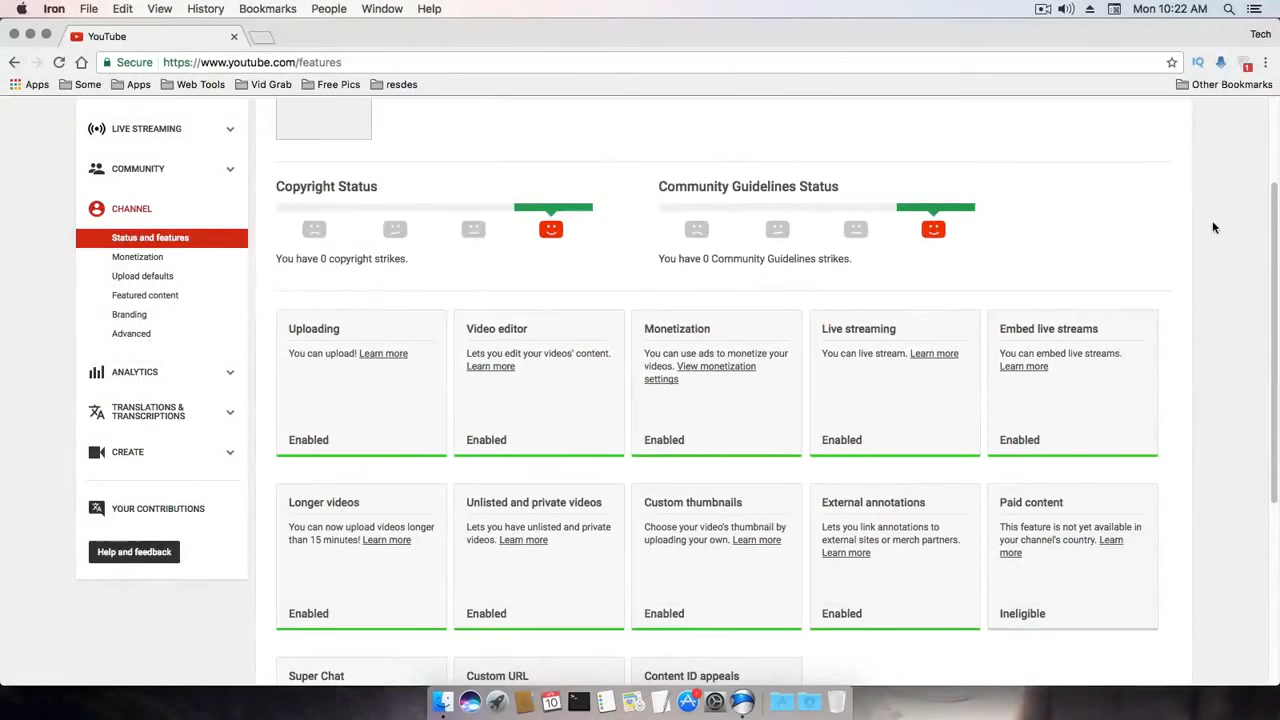 Iron File Edit View History Bookmarks People Window Help Mon 10:22 AM
YouTube Tech
Secure https://www.youtube.com/features 1
Apps Some Apps Web Tools Vid Grab Free Pics resdes Other Bookmarks
LIVE STREAMING
COMMUNITY
CHANNEL
Status and features
Monetization
Upload defaults
Featured content
Branding
Advanced
ANALYTICS
TRANSLATIONS &
TRANSCRIPTIONS
CREATE
YOUR CONTRIBUTIONS
Help and feedback
Copyright Status
You have 0 copyright strikes.
Community Guidelines Status
You have 0 Community Guidelines strikes.
Uploading
You can upload! Learn more
Enabled
Video editor
Lets you edit your videos' content.
Learn more
Enabled
Monetization
You can use ads to monetize your
videos. View monetization
settings
Enabled
Live streaming
You can live stream. Learn more
Enabled
Embed live streams
You can embed live streams.
Learn more
Enabled
Longer videos
You can now upload videos longer
than 15 minutes! Learn more
Enabled
Unlisted and private videos
Lets you have unlisted and private
videos. Learn more
Enabled
Custom thumbnails
Choose your video's thumbnail by
uploading your own. Learn more
Enabled
External annotations
Lets you link annotations to
external sites or merch partners.
Learn more
Enabled
Paid content
This feature is not yet available in
your channel's country. Learn
more
Ineligible
Super Chat
Custom URL
Content ID appeals
10